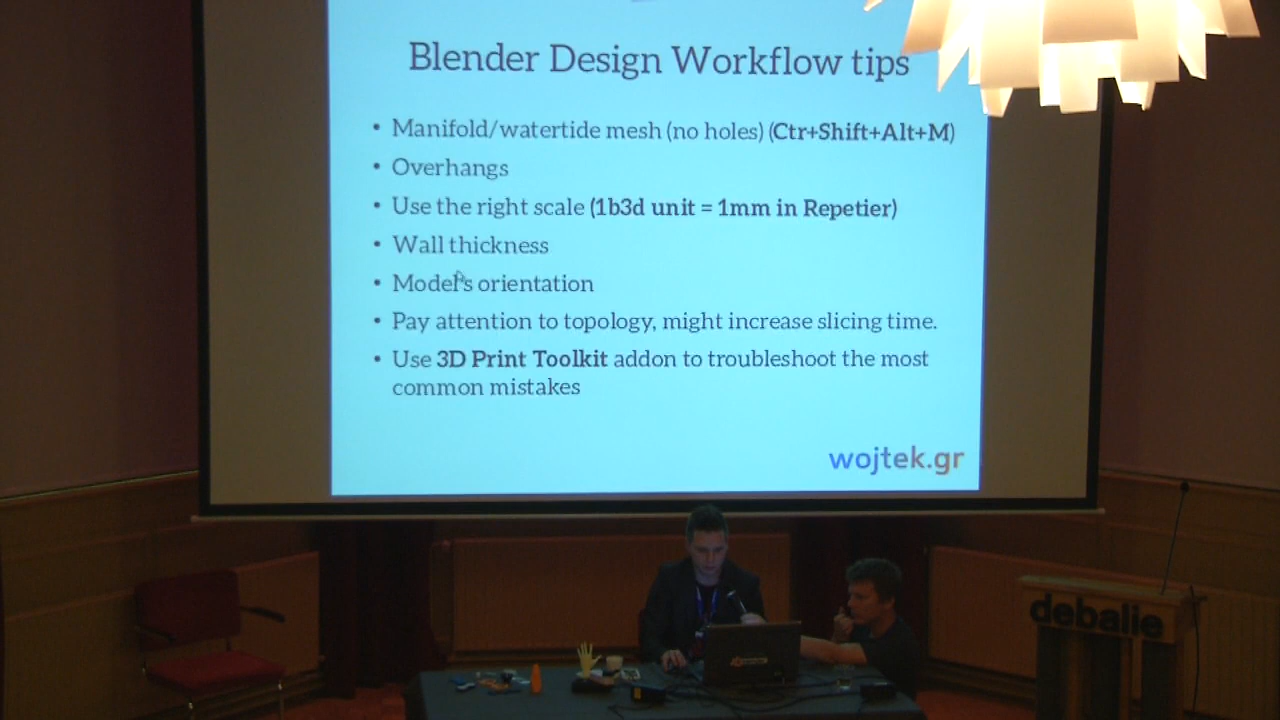 Blender Design Workflow tips
• Manifold/watertide mesh (no holes) (Ctr+Shift+Alt+M)
• Overhangs
• Use the right scale (1b3d unit = 1mm in Repetier)
• Wall thickness
• Model's orientation
• Pay attention to topology, might increase slicing time.
• Use 3D Print Toolkit addon to troubleshoot the most
common mistakes
wojtek.gr
debalie